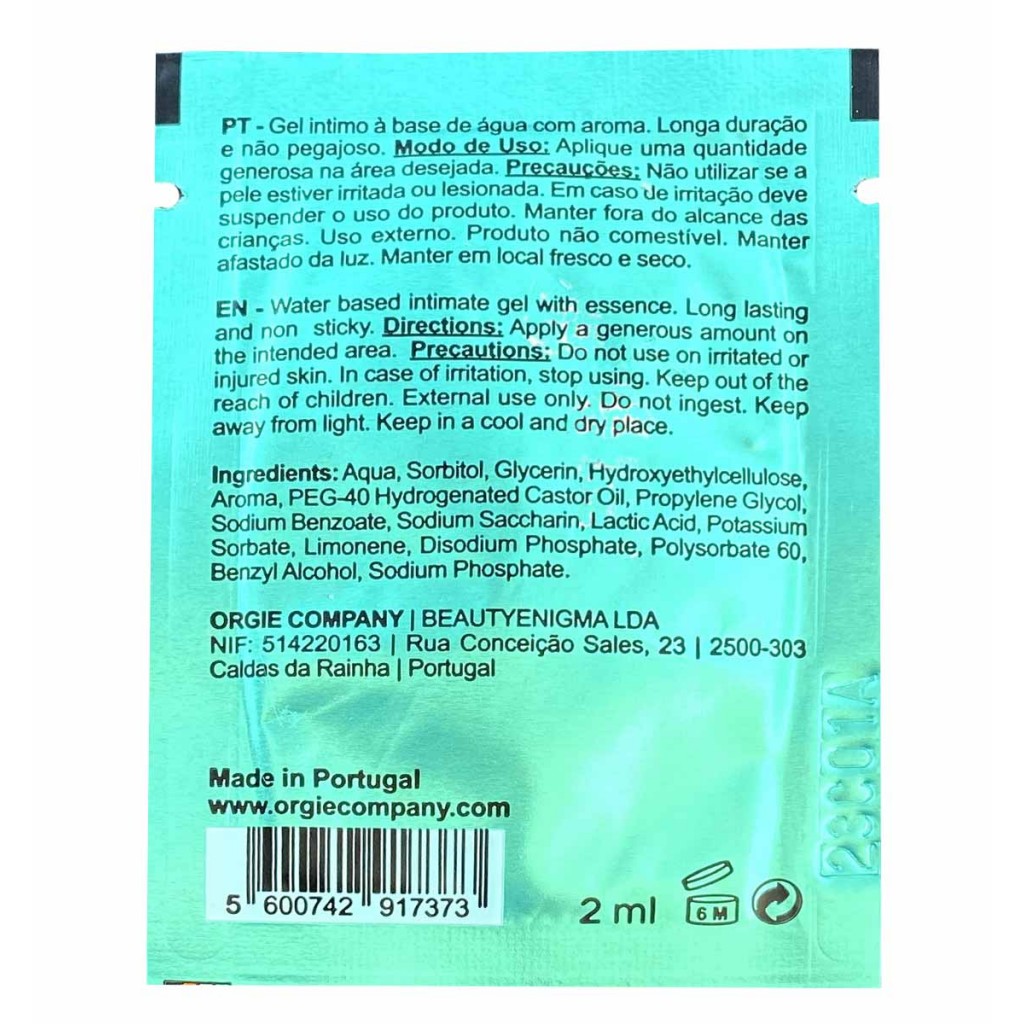 PT - Gel intimo à base de água com aroma. Longa duração
e não pegajoso. Modo de Uso: Aplique uma quantidade
generosa na área desejada. Precauções: Não utilizar se a
pele estiver irritada ou lesionada. Em caso de irritação deve
suspender o uso do produto. Manter fora do alcance das
crianças. Uso externo. Produto não comestível. Manter
afastado da luz. Manter em local fresco e seco.
EN - Water based intimate gel with essence. Long lasting
and non sticky. Directions: Apply a generous amount on
the intended area. Precautions: Do not use on irritated or
injured skin. In case of irritation, stop using. Keep out of the
reach of children. External use only. Do not ingest. Keep
away from light. Keep in a cool and dry place.
Ingredients: Aqua, Sorbitol, Glycerin, Hydroxyethylcellulose,
Aroma, PEG-40 Hydrogenated Castor Oil, Propylene Glycol,
Sodium Benzoate, Sodium Saccharin, Lactic Acid, Potassium
Sorbate, Limonene, Disodium Phosphate, Polysorbate 60,
Benzyl Alcohol, Sodium Phosphate.
ORGIE COMPANY | BEAUTYENIGMA LDA
NIF: 514220163 | Rua Conceição Sales, 23 | 2500-303
Caldas da Rainha | Portugal
Made in Portugal
www.orgiecompany.com
5 600742 917373
2 ml
6 M